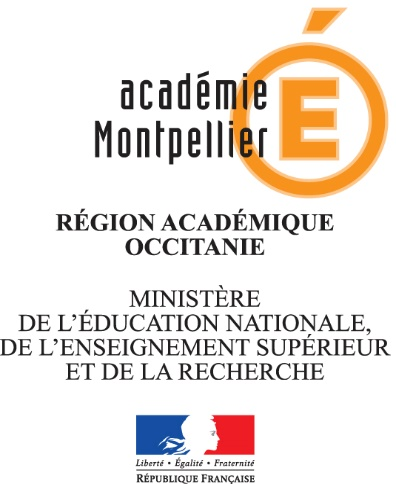 académie
Montpellier
É
RÉGION ACADÉMIQUE
OCCITANIE
MINISTÈRE
DE L’ÉDUCATION NATIONALE,
DE L’ENSEIGNEMENT SUPÉRIEUR
ET DE LA RECHERCHE
Liberté • Égalité • Fraternité
RÉPUBLIQUE FRANÇAISE